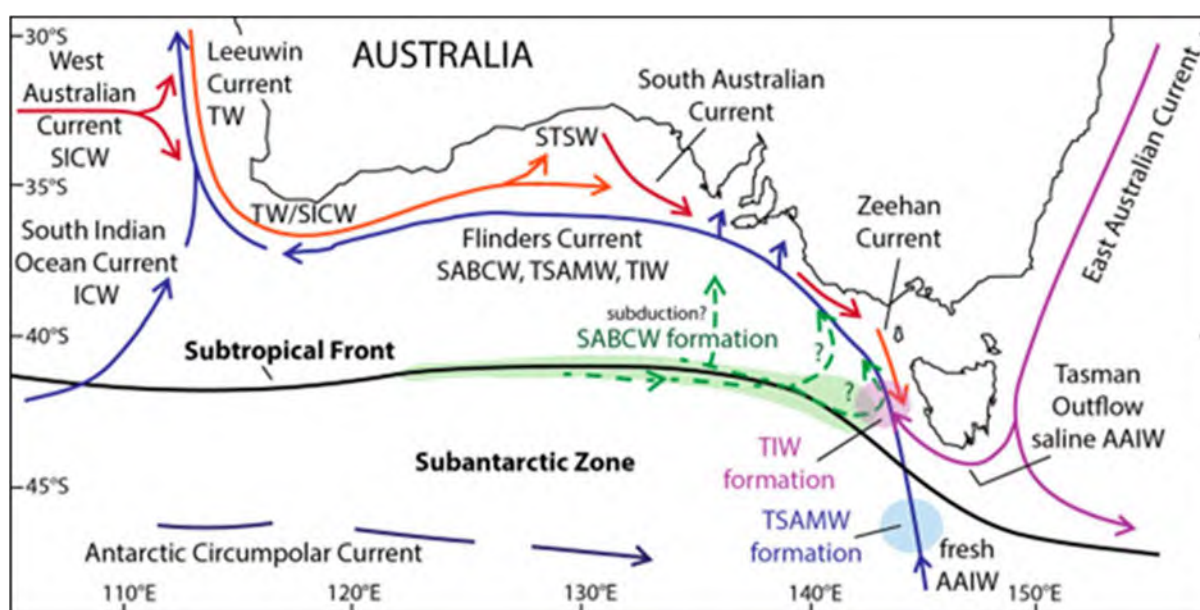 30°S
West
Australian
Current
SICW
Leeuwin
Current
TW
AUSTRALIA
South Australian
Current
East Australian Current
STSW
35°S
TW/SICW
South Indian
Ocean Current
ICW
Flinders Current
SABCW, TSAMW, TIW
Zeehan
Current
subduction?
SABCW formation
?
?
40°S
Subtropical Front
Tasman
Outflow
saline AAIW
TIW
formation
Subantarctic Zone
45°S
TSAMW
formation
fresh
AAIW
Antarctic Circumpolar Current
110°E
120°E
130°E
140°E
150°E